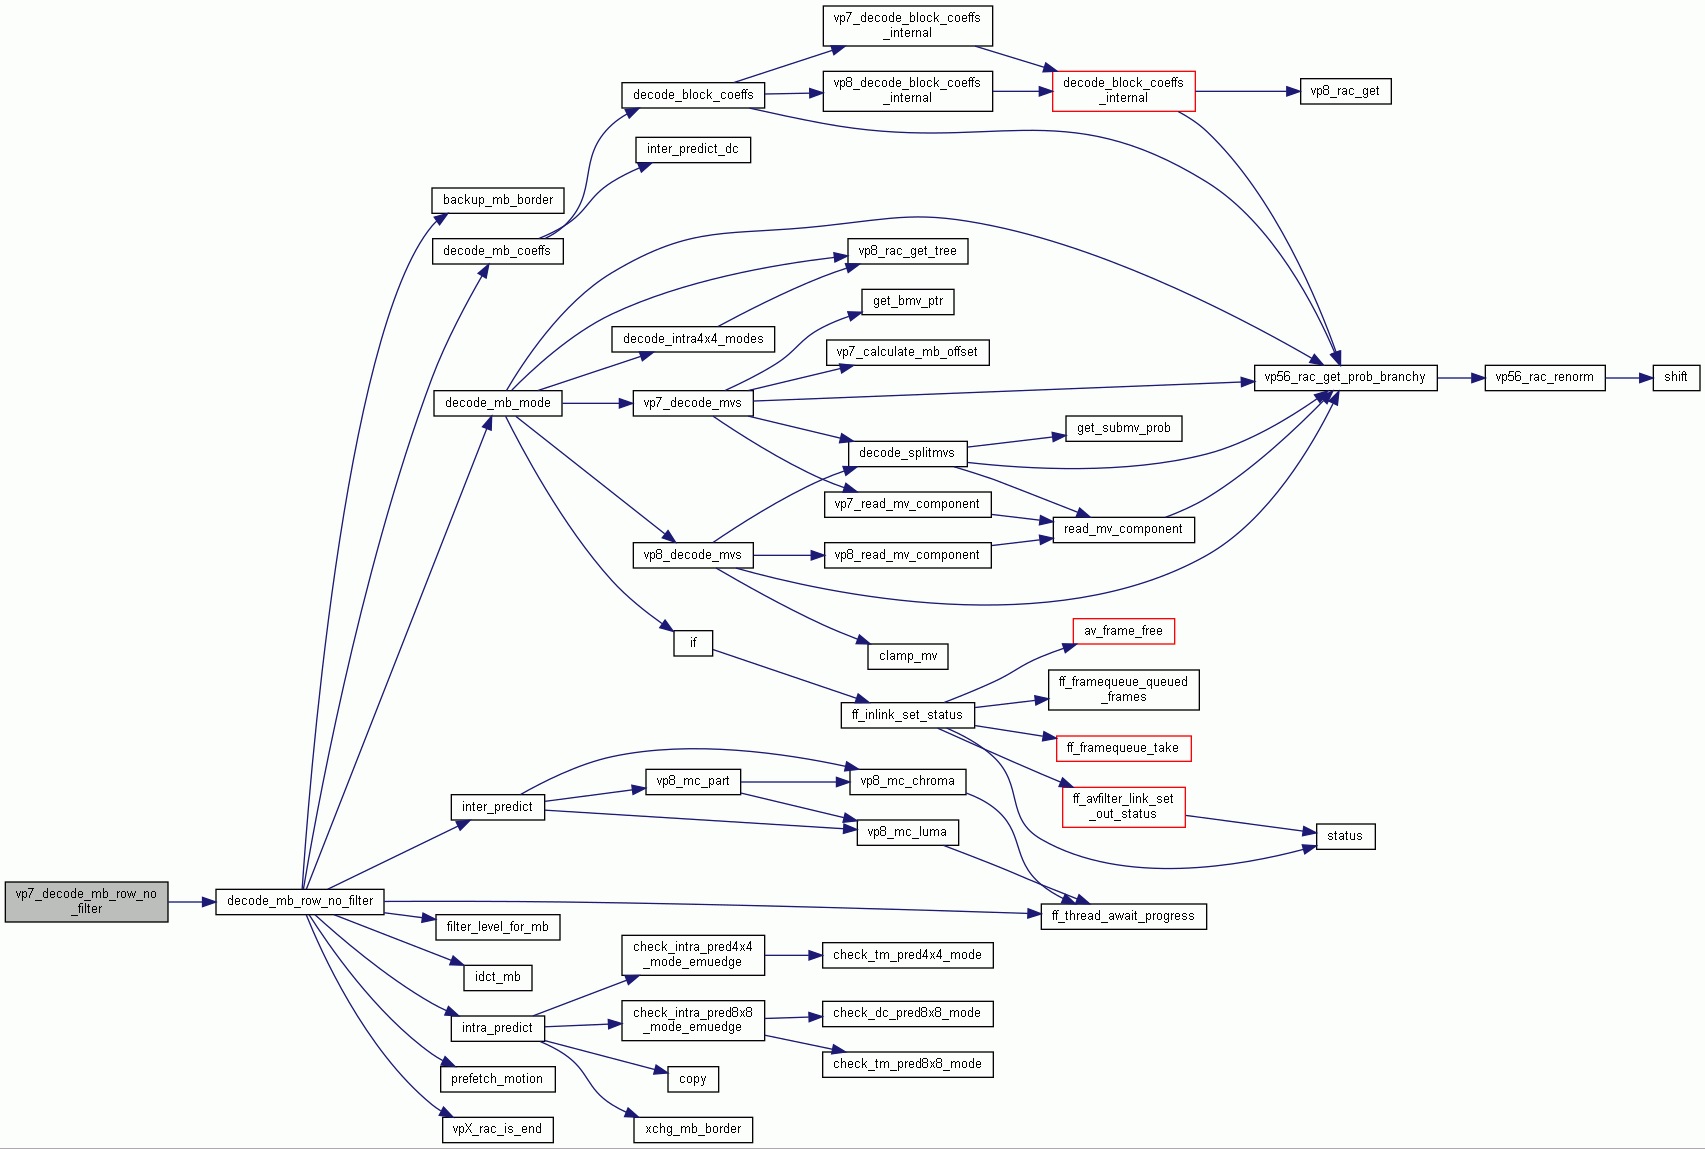 vp7_decode_block_coeffs
_internal
decode_block_coeffs
vp8_decode_block_coeffs
_internal
decode_block_coeffs
_internal
vp8_rac_get
inter_predict_dc
backup_mb_border
decode_mb_coeffs
vp8_rac_get_tree
get_bmv_ptr
decode_intra4x4_modes
vp7_calculate_mb_offset
vp56_rac_get_prob_branchy
vp56_rac_renorm
shift
decode_mb_mode
vp7_decode_mvs
get_submv_prob
decode_splitmvs
vp7_read_mv_component
read_mv_component
vp8_decode_mvs
vp8_read_mv_component
if
clamp_mv
av_frame_free
ff_framequeue_queued
_frames
ff_inlink_set_status
ff_framequeue_take
vp8_mc_part
vp8_mc_chroma
inter_predict
ff_avfilter_link_set
_out_status
vp8_mc_luma
status
vp7_decode_mb_row_no
_filter
decode_mb_row_no_filter
ff_thread_await_progress
filter_level_for_mb
check_intra_pred4x4
_mode_emuedge
check_tm_pred4x4_mode
idct_mb
intra_predict
check_intra_pred8x8
_mode_emuedge
check_dc_pred8x8_mode
check_tm_pred8x8_mode
prefetch_motion
copy
vpX_rac_is_end
xchg_mb_border